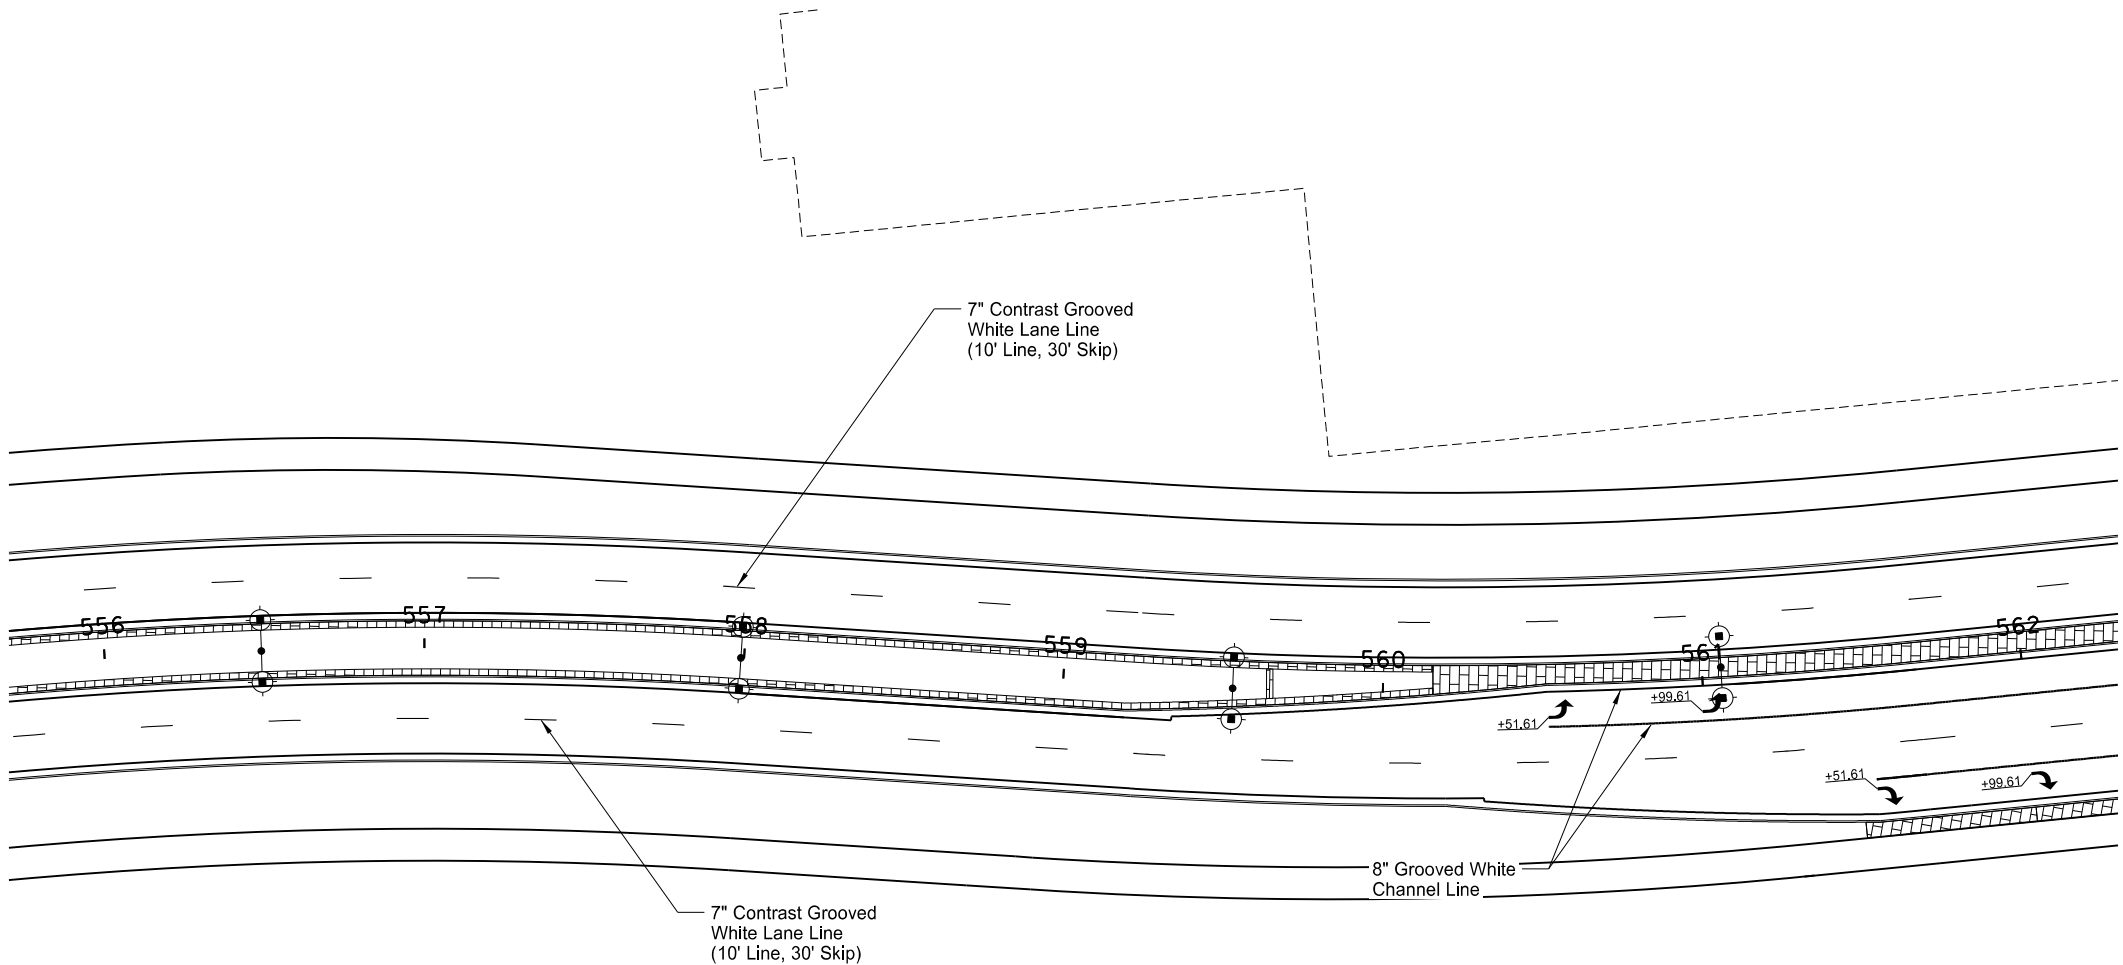 7" Contrast Grooved
White Lane Line
(10' Line, 30' Skip)
556
557
558
559
560
561
562
+51.61
+99.61
+51.61
+99.61
8" Grooved White
Channel Line
7" Contrast Grooved
White Lane Line
(10' Line, 30' Skip)